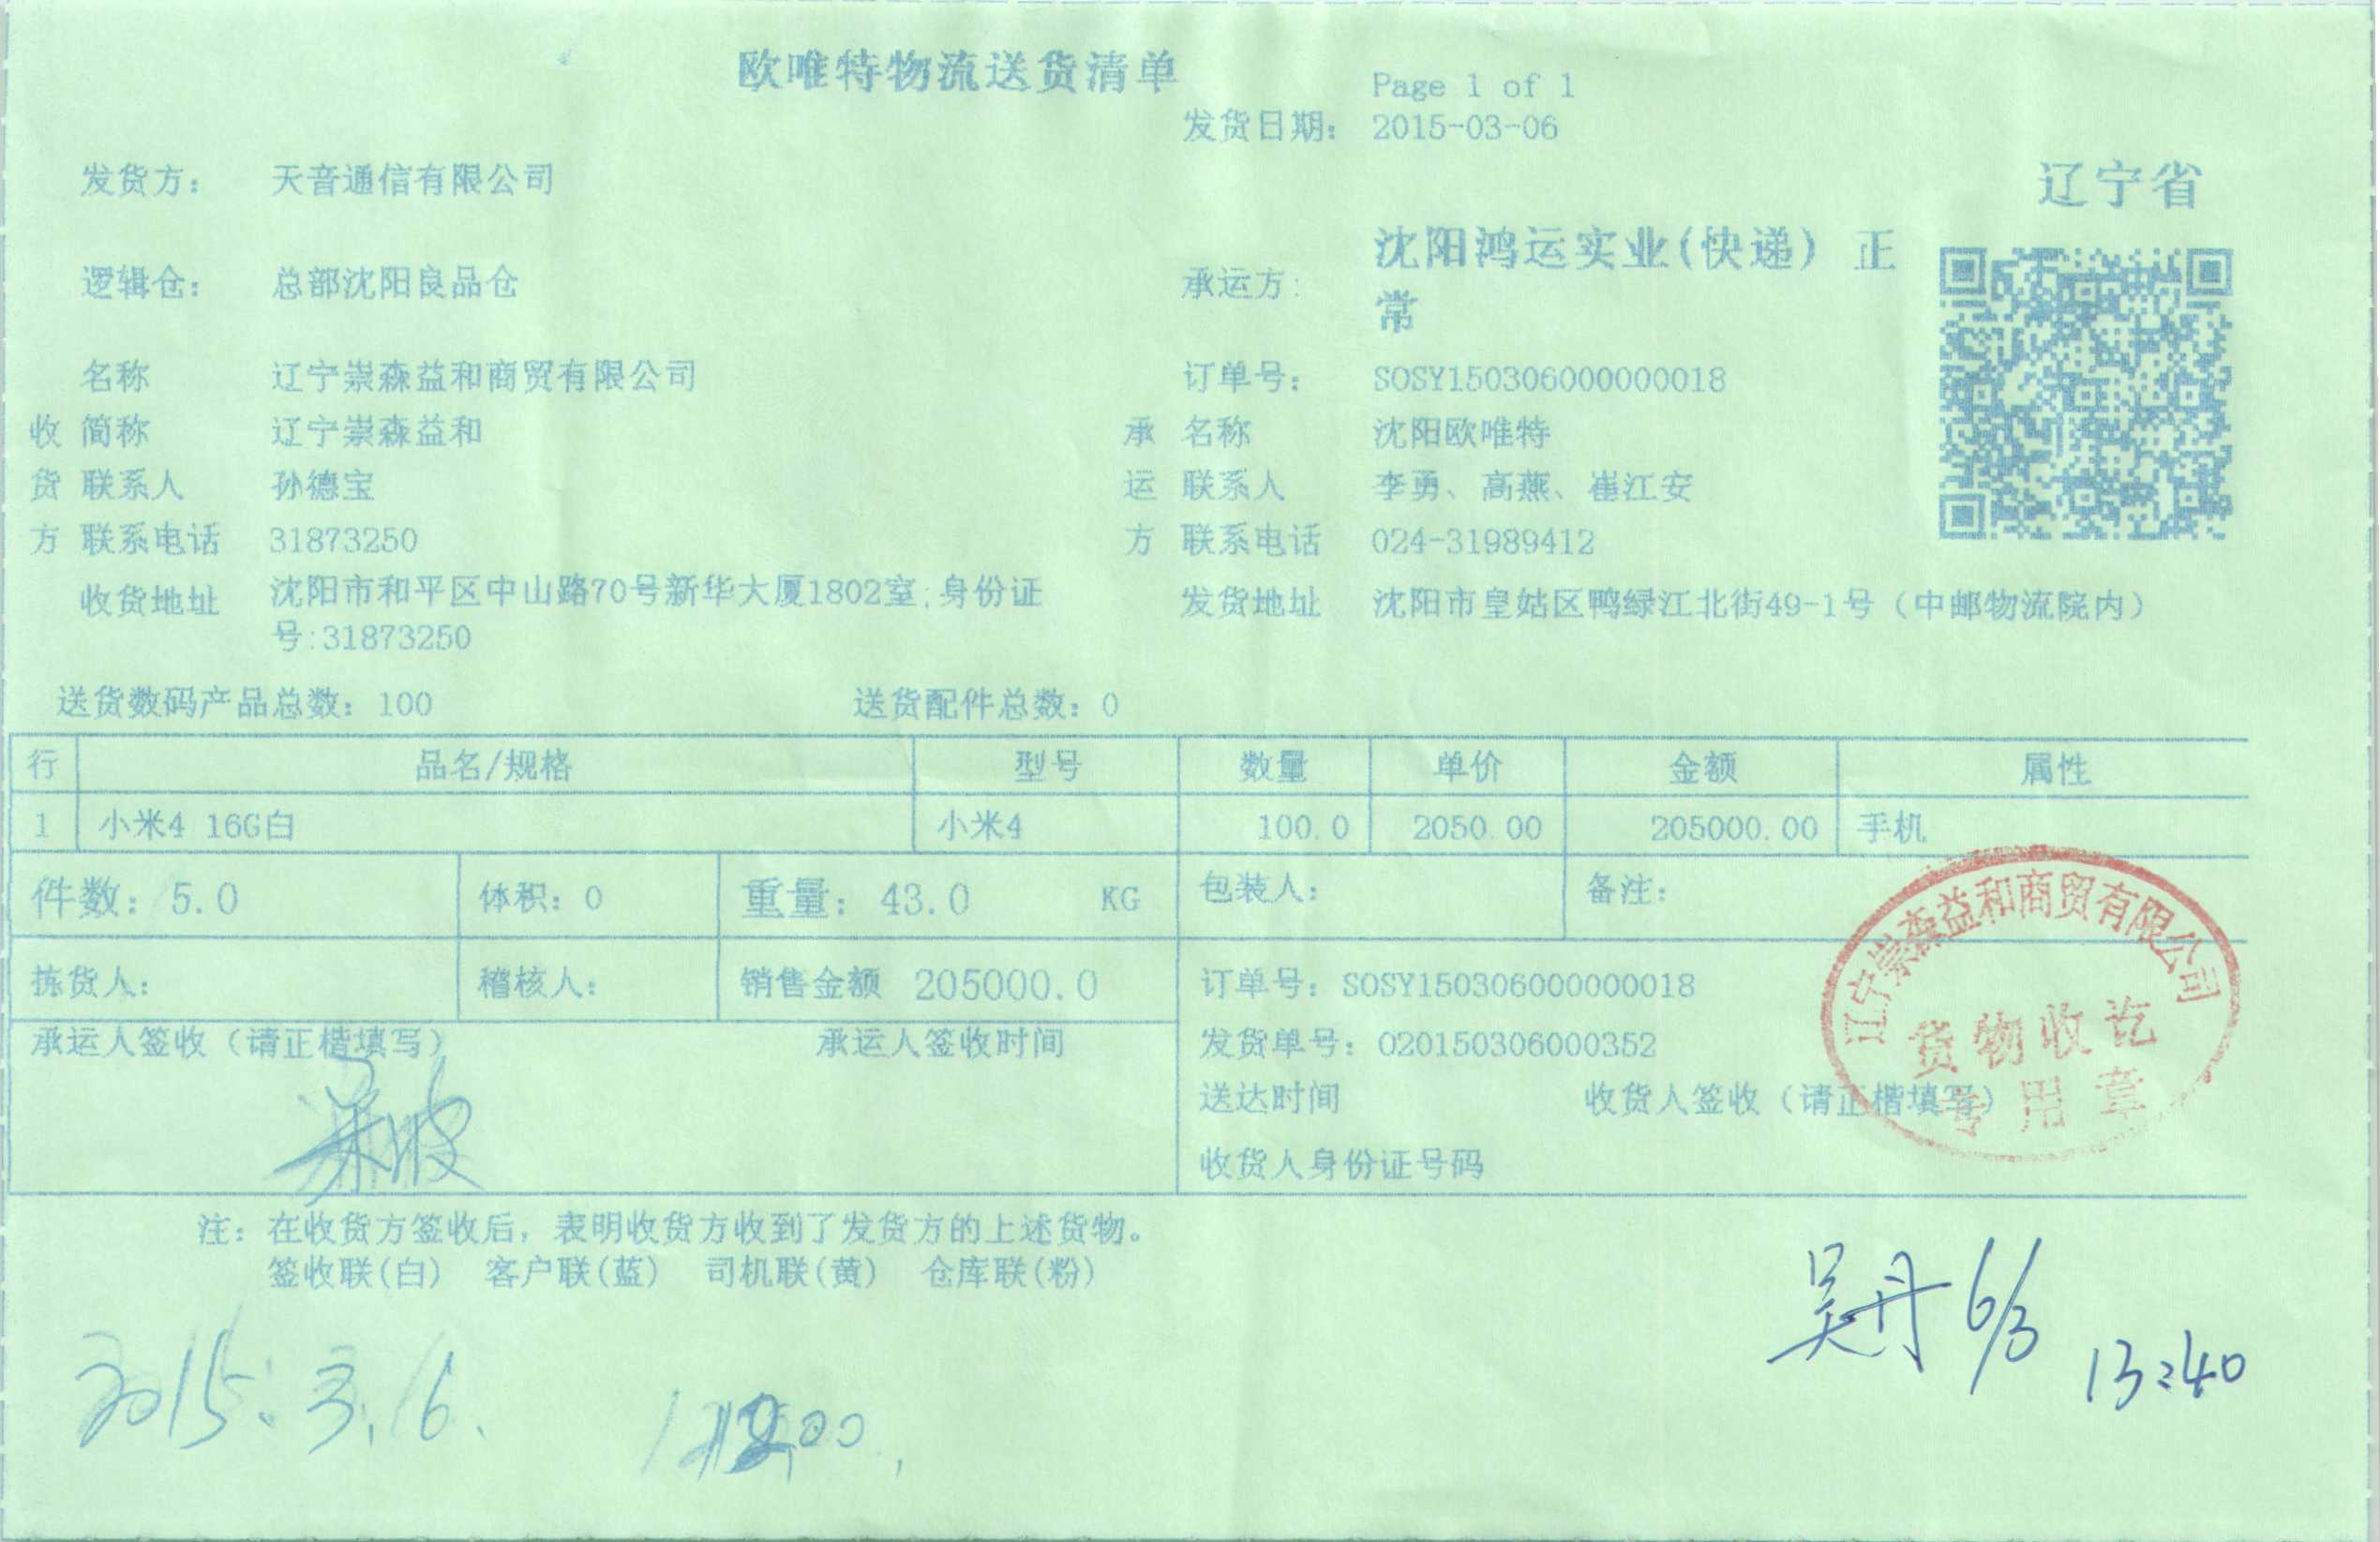 欧唯特物流送货清单
Page 1 of 1
发货日期: 2015-03-06
辽宁省
发货方: 天音通信有限公司
逻辑仓: 总部沈阳良品仓
承运方: 沈阳鸿运实业(快递) 正
常
名称 辽宁崇森益和商贸有限公司 订单号: SOSY150306000000018
收 简称 辽宁崇森益和 承 名称 沈阳欧唯特
货 联系人 孙德宝 运 联系人 李勇、高燕、崔江安
方 联系电话 31873250 方 联系电话 024-31989412
收货地址 沈阳市和平区中山路70号新华大厦1802室;身份证
号:31873250
发货地址 沈阳市皇姑区鸭绿江北街49-1号（中邮物流院内）
送货数码产品总数: 100 送货配件总数: 0
行 品名/规格 型号 数量 单价 金额 属性
1 小米4 16G白 小米4 100.0 2050.00 205000.00 手机
件数: 5.0 体积: 0 重量: 43.0 KG 包装人: 备注:
拣货人: 稽核人: 销售金额 205000.0 订单号: SOSY150306000000018
承运人签收（请正楷填写） 承运人签收时间 发货单号: 020150306000352
送达时间 收货人签收（请正楷填写）
收货人身份证号码
辽宁崇森益和商贸有限公司
货物收讫
专用章
注: 在收货方签收后，表明收货方收到了发货方的上述货物。
签收联(白) 客户联(蓝) 司机联(黄) 仓库联(粉)
吴丹 6/3 13:40
2015.3.6.